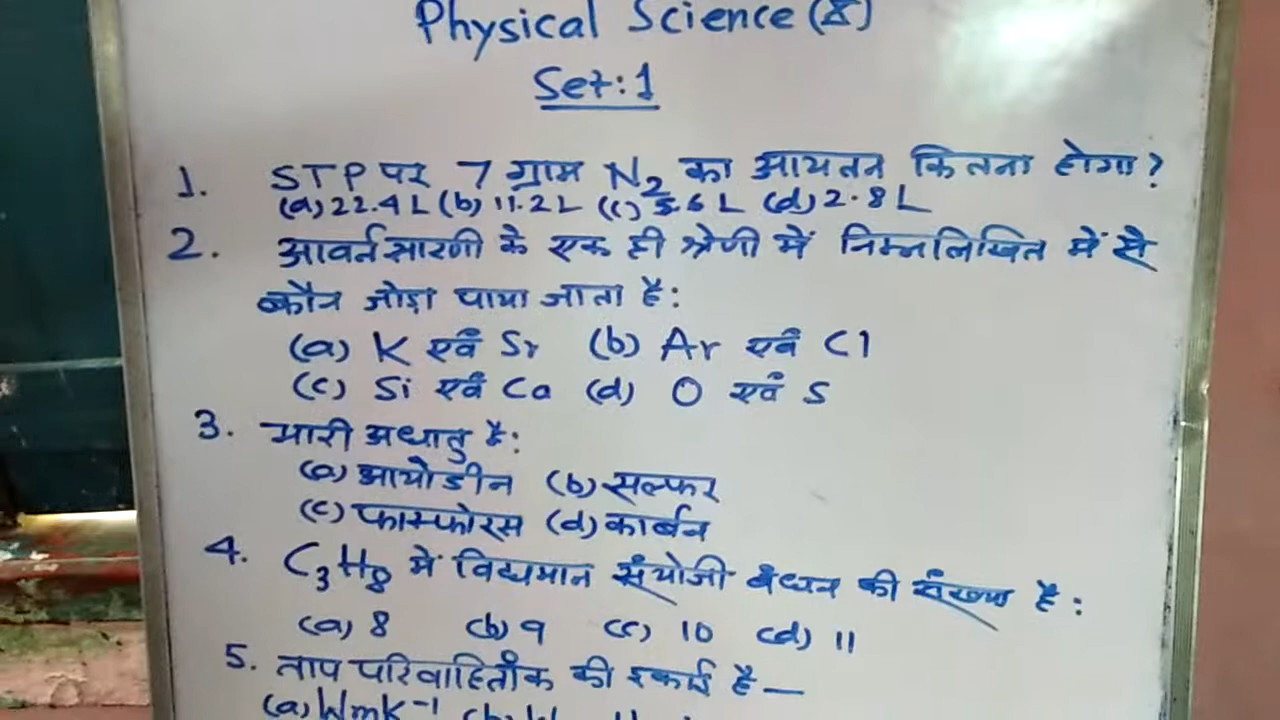 Physical Science (X)
Set:1
1. STP पर 7 ग्राम N₂ का आयतन कितना होगा?
(a) 22.4 L (b) 11.2 L (c) 5.6 L (d) 2.8 L
2. आवर्त सारणी के एक ही श्रेणी में निम्नलिखित में से
कौन जोड़ा पाया जाता है:
(a) K एवं Sr (b) Ar एवं Cl
(c) Si एवं Ca (d) O एवं S
3. भारी अधातु है:
(a) आयोडीन (b) सल्फर
(c) फास्फोरस (d) कार्बन
4. C₃H₈ में विद्यमान संयोजी बंधन की संख्या है:
(a) 8 (b) 9 (c) 10 (d) 11
5. ताप परिवाहितांक की इकाई है —
(a) WmK⁻¹ (b)